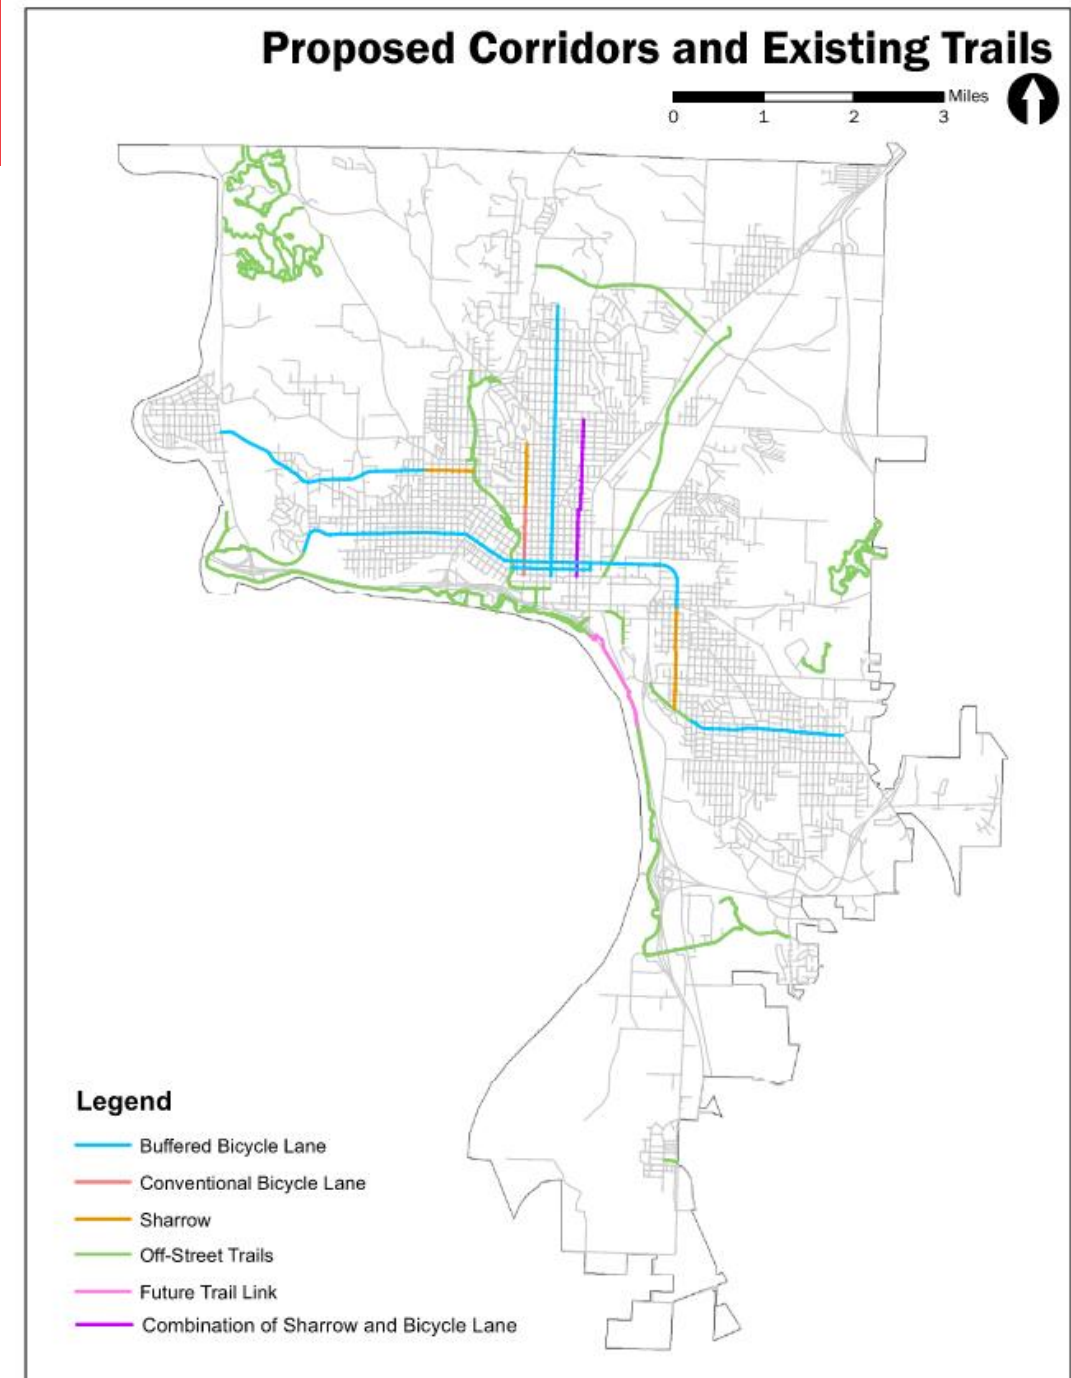 Proposed Corridors and Existing Trails
Miles
0 1 2 3
Legend
Buffered Bicycle Lane
Conventional Bicycle Lane
Sharrow
Off-Street Trails
Future Trail Link
Combination of Sharrow and Bicycle Lane